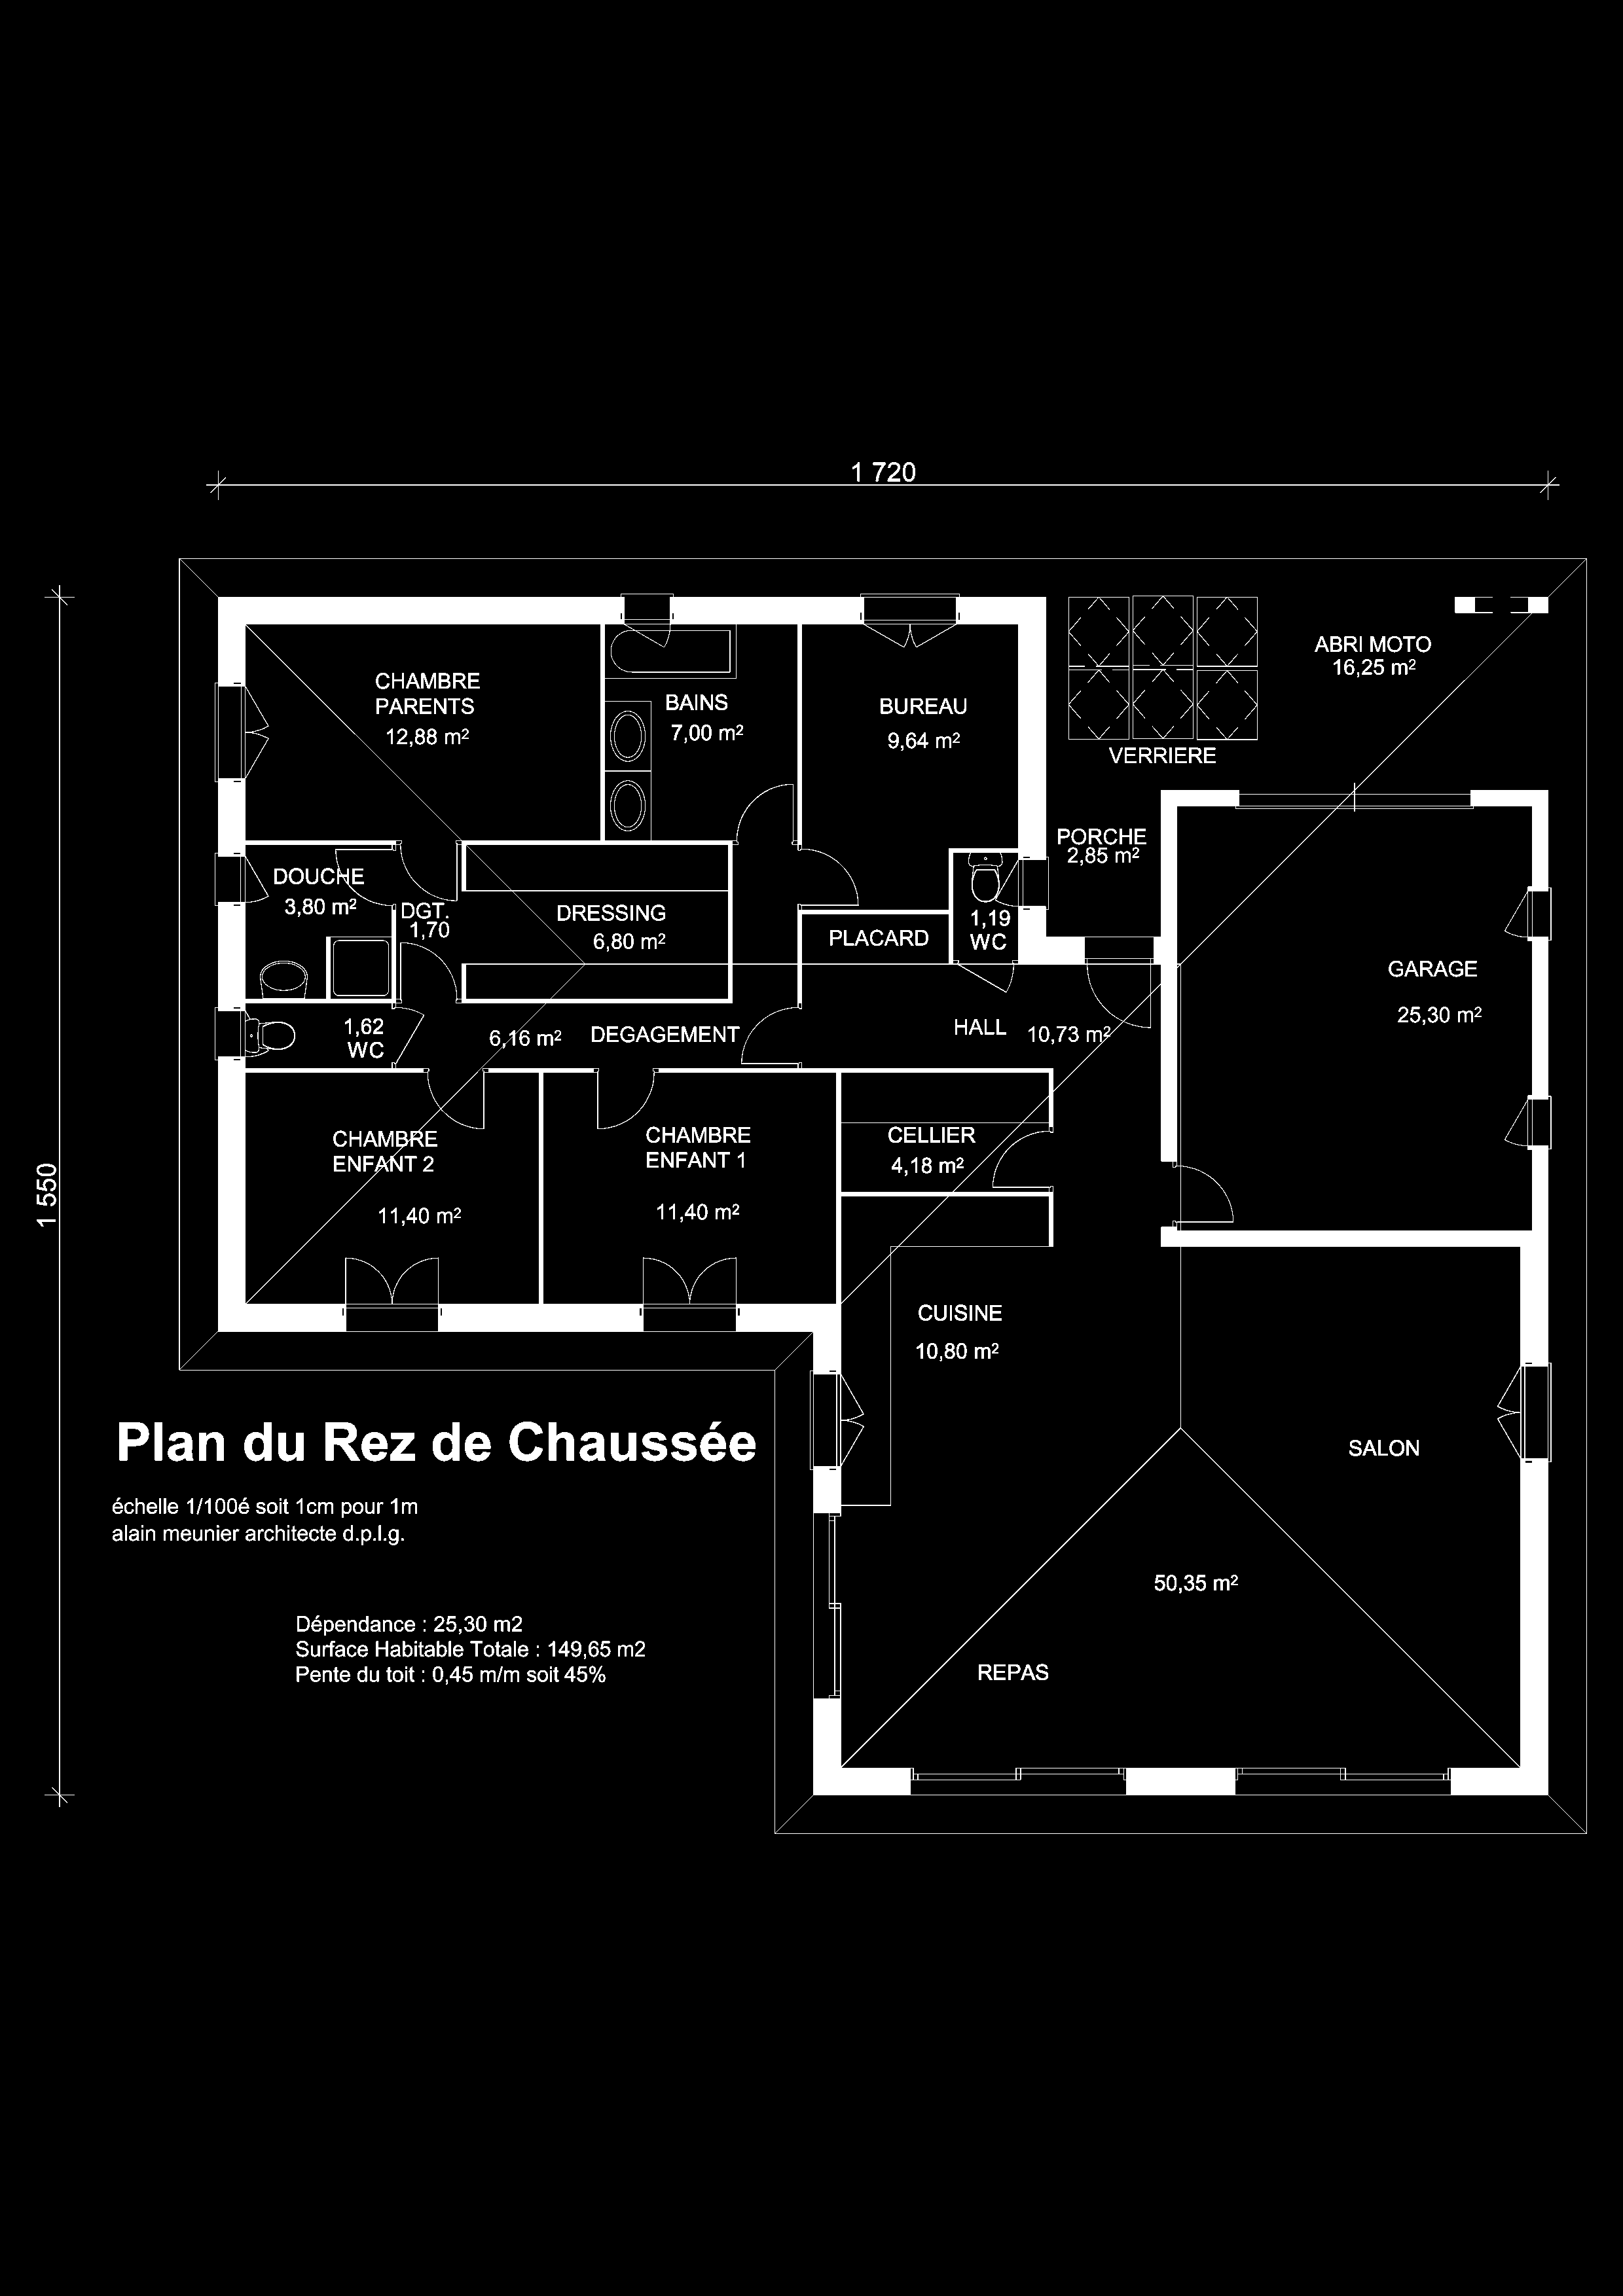 1 720
ABRI MOTO
16,25 m²
CHAMBRE
PARENTS
12,88 m²
BAINS
7,00 m²
BUREAU
9,64 m²
VERRIERE
PORCHE
2,85 m²
DOUCHE
3,80 m²
DGT.
1,70
DRESSING
6,80 m²
PLACARD
1,19
WC
GARAGE
25,30 m²
1,62
WC
6,16 m²
DEGAGEMENT
HALL
10,73 m²
CHAMBRE
ENFANT 2
11,40 m²
CHAMBRE
ENFANT 1
11,40 m²
CELLIER
4,18 m²
1 550
CUISINE
10,80 m²
SALON
50,35 m²
REPAS
Plan du Rez de Chaussée
échelle 1/100é soit 1cm pour 1m
alain meunier architecte d.p.l.g.
Dépendance : 25,30 m2
Surface Habitable Totale : 149,65 m2
Pente du toit : 0,45 m/m soit 45%